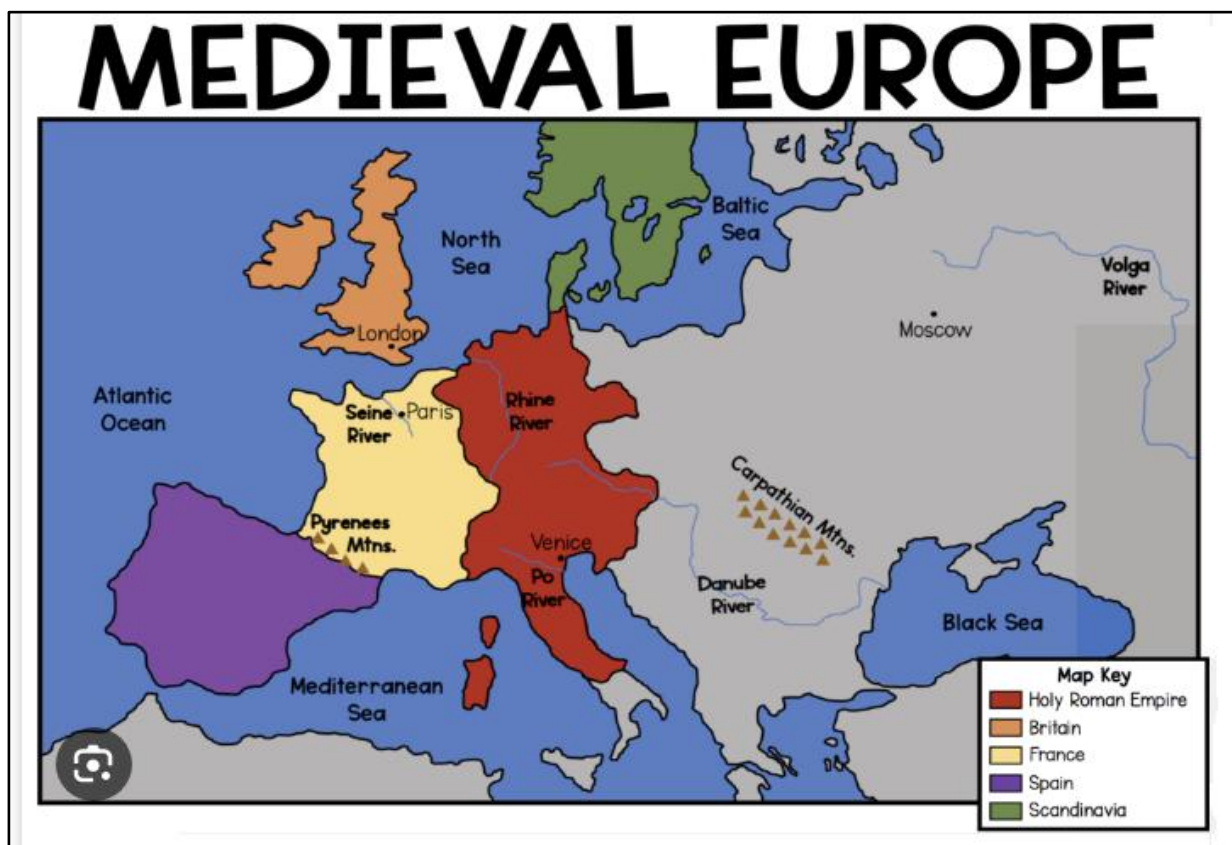 MEDIEVAL EUROPE
Baltic
Sea
North
Sea
Volga
River
London
Moscow
Atlantic
Ocean
Seine
River
Paris
Rhine
River
Carpathian Mtns.
Pyrenees
Mtns.
Venice
Po
River
Danube
River
Black Sea
Mediterranean
Sea
Map Key
Holy Roman Empire
Britain
France
Spain
Scandinavia